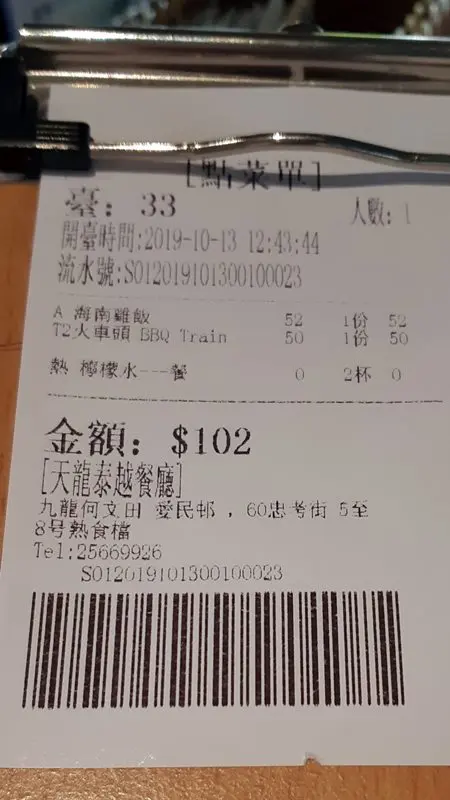 [點菜單]
臺: 33 人數: 1
開臺時間:2019-10-13 12:43:44
流水號:S012019101300100023
A 海南雞飯 52 1份 52
T2火車頭 BBQ Train 50 1份 50
熱 檸檬水---餐 0 2杯 0
金額: $102
[天龍泰越餐廳]
九龍何文田 愛民邨 , 60忠考街 5至
8号熟食檔
Tel:25669926
S012019101300100023